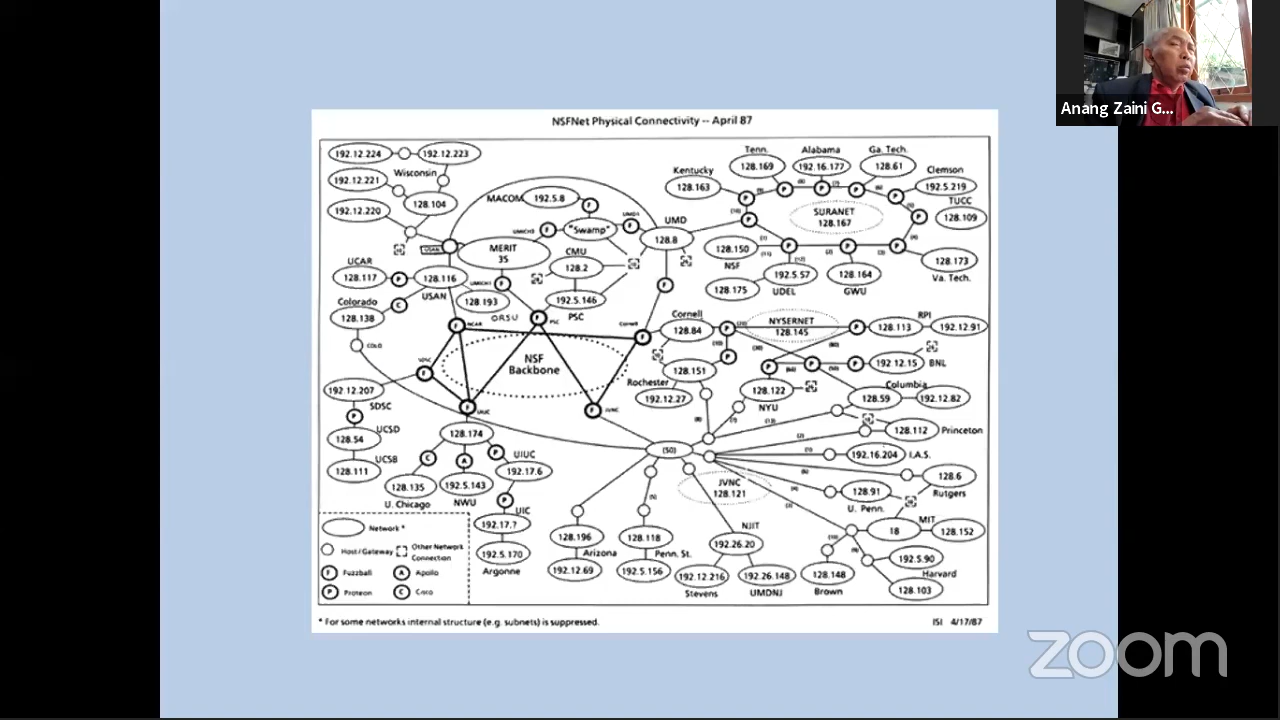 NSFNet Physical Connectivity -- April 87
Anang Zaini G...
192.12.224
192.12.223
Wisconsin
192.12.221
128.104
192.12.220
MACOM
192.5.8
"Swamp"
UMD
128.8
MERIT
35
CMU
128.2
192.5.146
PSC
UCAR
128.117
128.116
USAN
128.193
Colorado
128.138
COLO
Kentucky
128.163
Tenn.
128.169
Alabama
192.16.177
Ga. Tech.
128.61
Clemson
192.5.219
TUCC
128.109
SURANET
128.167
128.150
NSF
128.175
192.5.57
UDEL
128.164
GWU
128.173
Va. Tech.
NCAR
PSC
Cornell
SDSC
UIUC
JVNC
NSF
Backbone
Cornell
128.84
128.151
Rochester
192.12.27
NYSERNET
128.145
RPI
128.113
192.12.91
192.12.15
BNL
128.122
NYU
Columbia
128.59
192.12.82
128.112
Princeton
192.16.204
I.A.S.
128.6
Rutgers
128.91
U. Penn.
MIT
18
128.152
192.5.90
Harvard
128.103
128.148
Brown
JVNC
128.121
192.12.207
SDSC
128.54
UCSD
UCSB
128.111
128.174
UIUC
192.17.6
128.135
U. Chicago
192.5.143
NWU
UIC
192.17.?
192.5.170
Argonne
128.196
Arizona
192.12.69
128.118
Penn. St.
192.5.156
NJIT
192.26.20
192.12.216
Stevens
192.26.148
UMDNJ
Network *
Host/Gateway
Other Network
Connection
F Fuzzball
A Apollo
P Proteon
C Cisco
* For some networks internal structure (e.g. subnets) is suppressed.
ISI 4/17/87
zoom